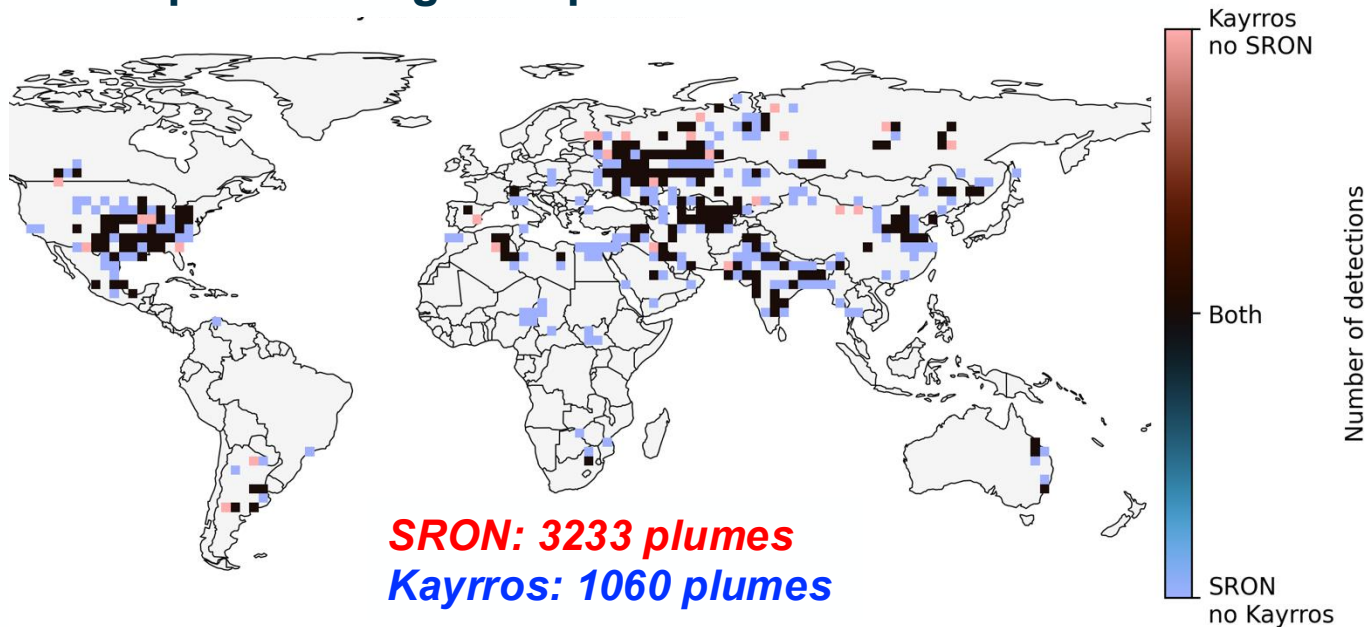 Kayrros
no SRON
Both
SRON
no Kayrros
Number of detections
SRON: 3233 plumes
Kayrros: 1060 plumes